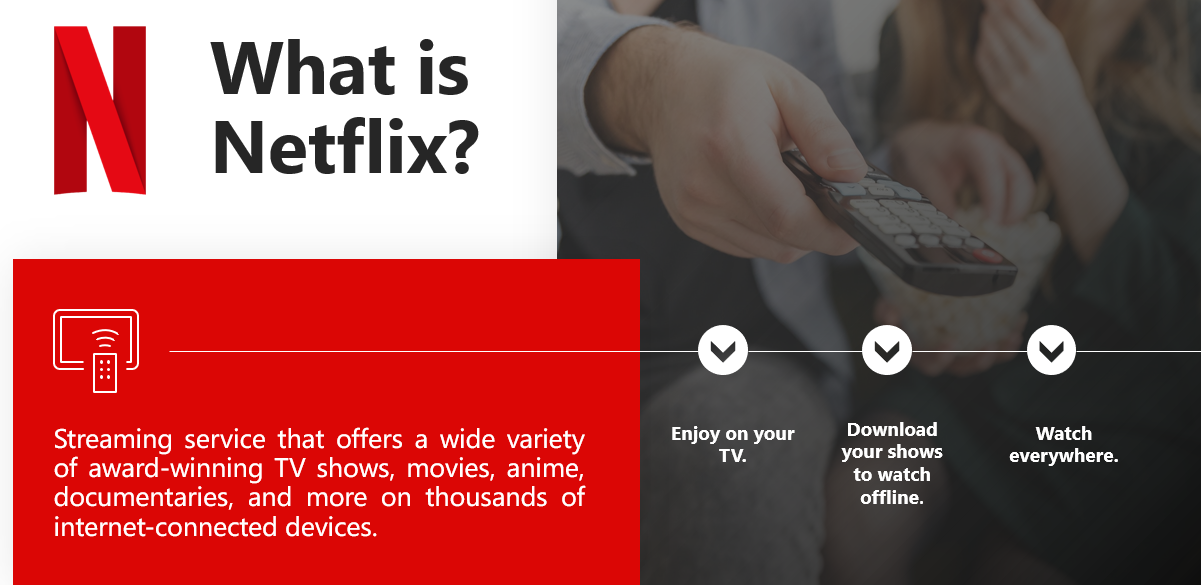 What is
Netflix?
Streaming service that offers a wide variety
of award-winning TV shows, movies, anime,
documentaries, and more on thousands of
internet-connected devices.
Enjoy on your
TV.
Download
your shows
to watch
offline.
Watch
everywhere.